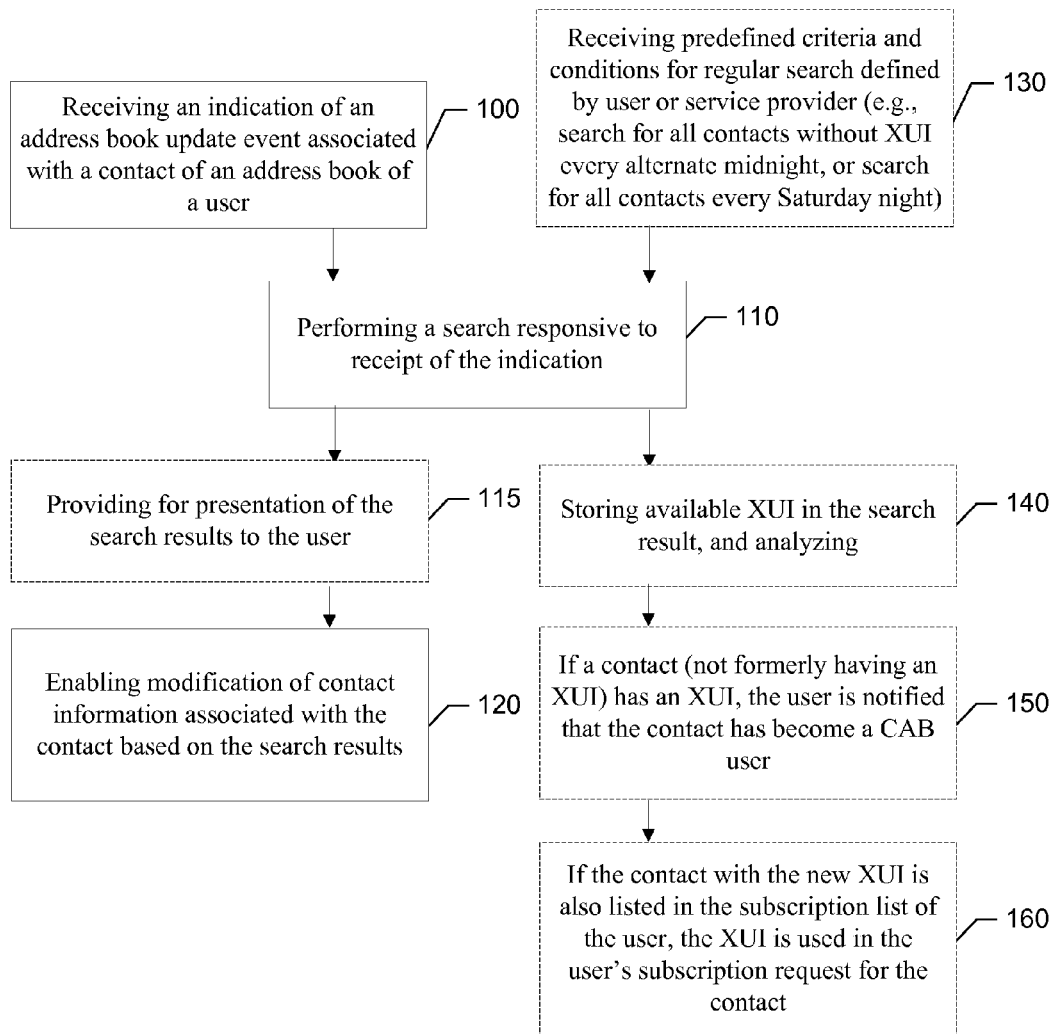 Receiving an indication of an
address book update event associated
with a contact of an address book of
a user
100
Receiving predefined criteria and
conditions for regular search defined
by user or service provider (e.g.,
search for all contacts without XUI
every alternate midnight, or search
for all contacts every Saturday night)
130
Performing a search responsive to
receipt of the indication
110
Providing for presentation of the
search results to the user
115
Storing available XUI in the search
result, and analyzing
140
Enabling modification of contact
information associated with the
contact based on the search results
120
If a contact (not formerly having an
XUI) has an XUI, the user is notified
that the contact has become a CAB
user
150
If the contact with the new XUI is
also listed in the subscription list of
the user, the XUI is used in the
user's subscription request for the
contact
160